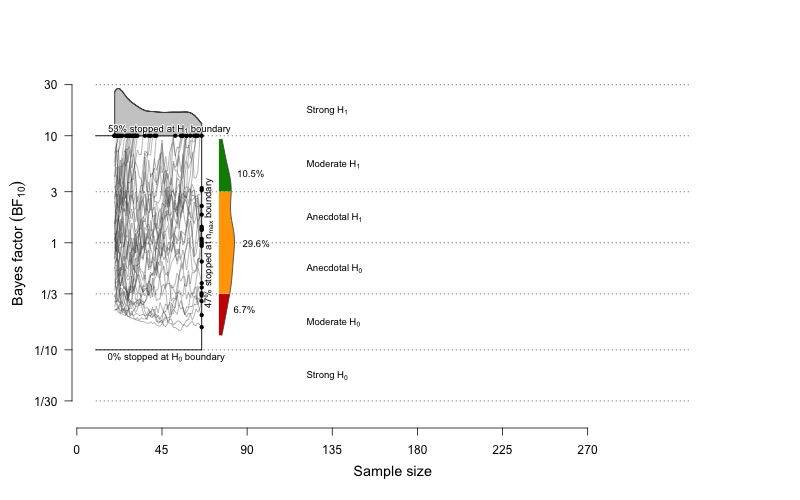 30
Strong H₁
53% stopped at H₁ boundary
10
Moderate H₁
10.5%
3
47% stopped at nmax boundary
Anecdotal H₁
Bayes factor (BF₁₀)
1
29.6%
Anecdotal H₀
1/3
6.7%
Moderate H₀
1/10
0% stopped at H₀ boundary
Strong H₀
1/30
0 45 90 135 180 225 270
Sample size